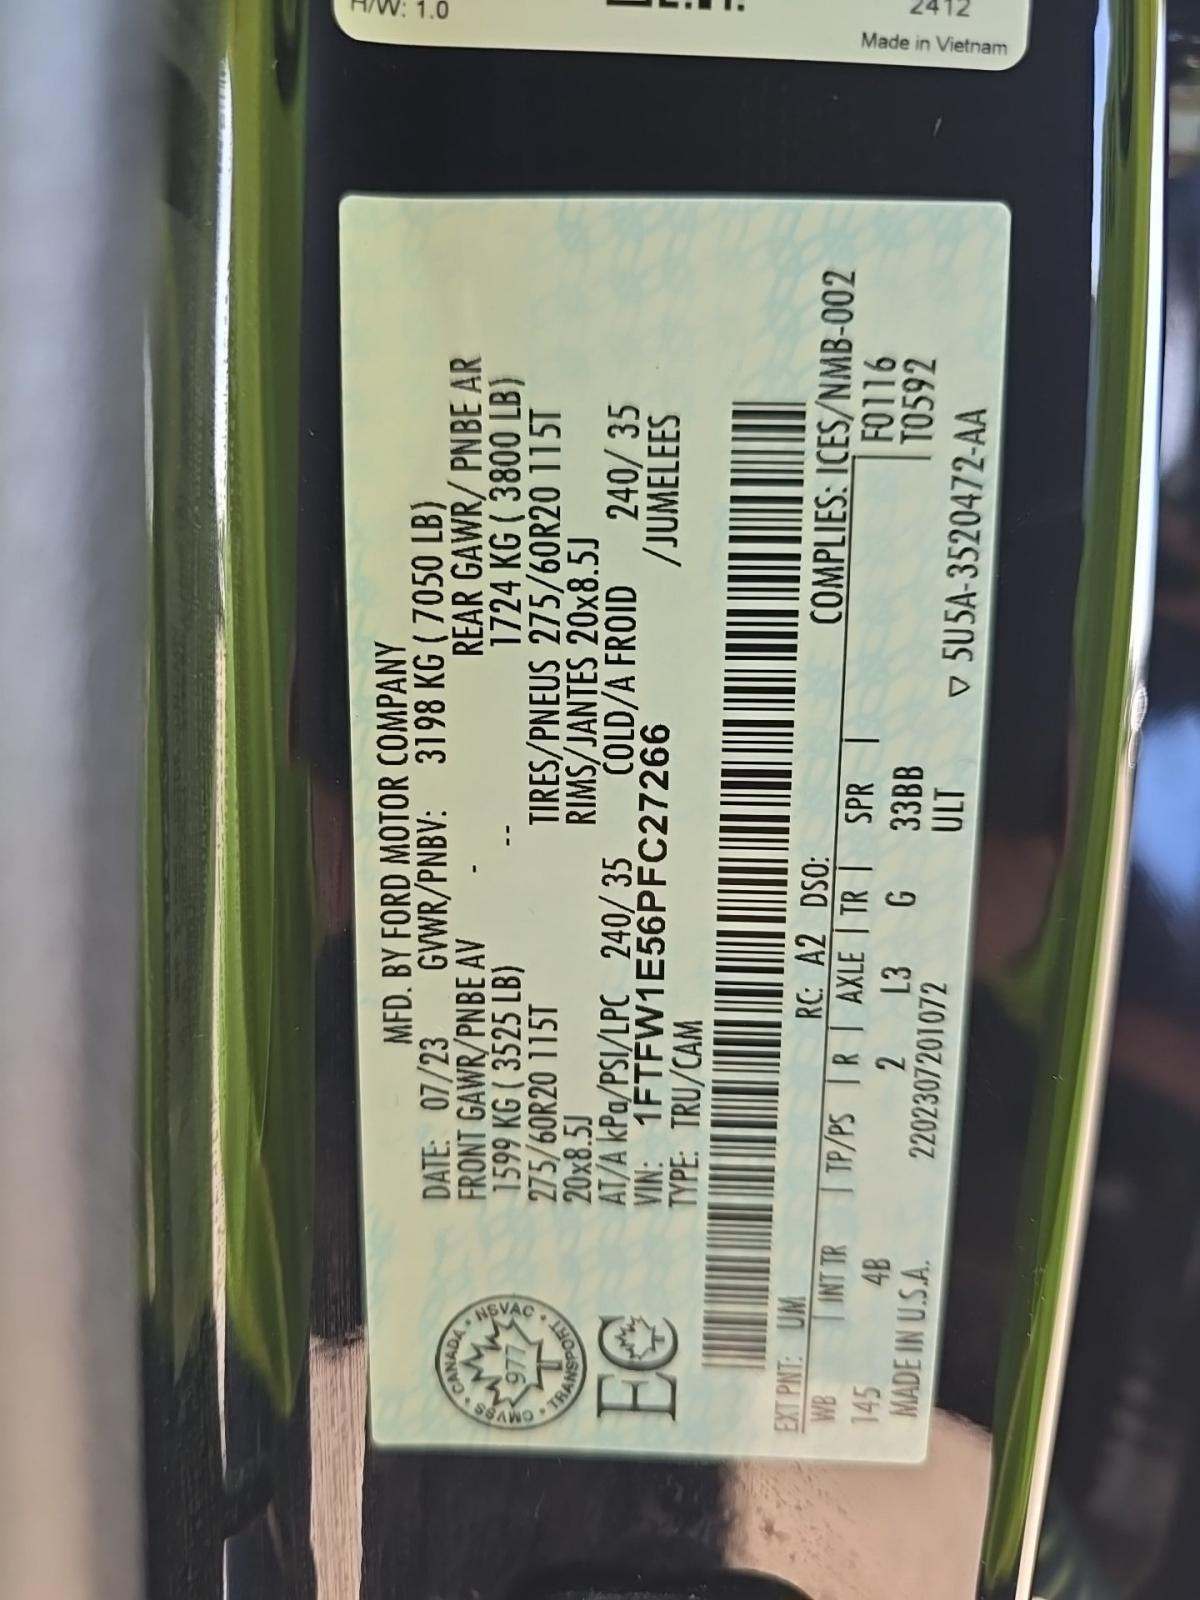 H/W: 1.0
2412
Made in Vietnam
MFD. BY FORD MOTOR COMPANY
DATE: 07/23 GVWR/PNBV: 3198 KG ( 7050 LB)
FRONT GAWR/PNBE AV - REAR GAWR/ PNBE AR
1599 KG ( 3525 LB) -- 1724 KG ( 3800 LB)
275/60R20 115T TIRES/PNEUS 275/60R20 115T
20x8.5J RIMS/JANTES 20x8.5J
AT/A kPa/PSI/LPC 240/ 35 COLD/A FROID 240/ 35
VIN: 1FTFW1E56PFC27266 /JUMELEES
TYPE: TRU/CAM
CANADA • NSVAC • TRANSPORT • CMVSS •
977
T
EC
EXT PNT: UM RC: A2 DSO:
COMPLIES: ICES/NMB-002
WB | INT TR | TP/PS | R | AXLE | TR | SPR | F0116
145 4B 2 L3 G 33BB T0592
MADE IN U.S.A. 220230720​1072 ULT
▽ 5U5A-3520472-AA